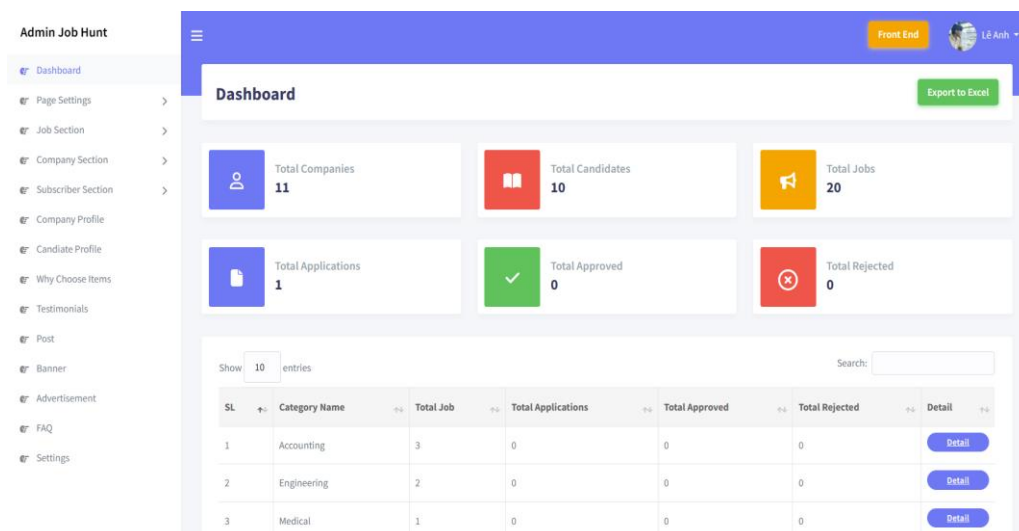 Admin Job Hunt
Front End
Lê Anh
Dashboard
Page Settings
Job Section
Company Section
Subscriber Section
Company Profile
Candiate Profile
Why Choose Items
Testimonials
Post
Banner
Advertisement
FAQ
Settings
Dashboard
Export to Excel
Total Companies
11
Total Candidates
10
Total Jobs
20
Total Applications
1
Total Approved
0
Total Rejected
0
Show 10 entries
Search:
SL Category Name Total Job Total Applications Total Approved Total Rejected Detail
1 Accounting 3 0 0 0 Detail
2 Engineering 2 0 0 0 Detail
3 Medical 1 0 0 0 Detail